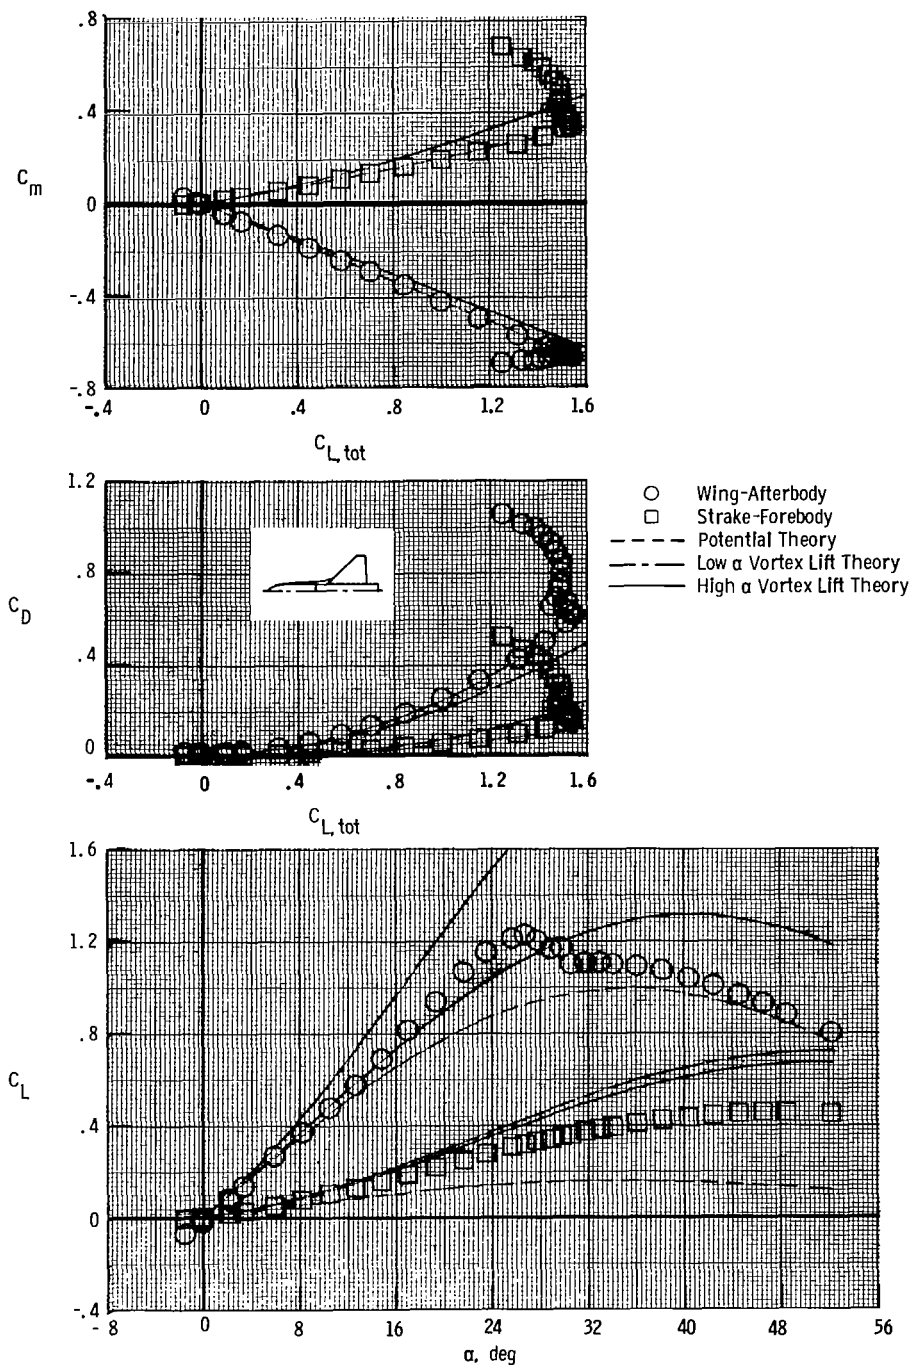 .8
.4
C_m
0
-.4
-.8
-.4 0 .4 .8 1.2 1.6
C_L, tot
1.2
.8
C_D
.4
0
-.4 0 .4 .8 1.2 1.6
C_L, tot
Wing-Afterbody
Strake-Forebody
Potential Theory
Low α Vortex Lift Theory
High α Vortex Lift Theory
1.6
1.2
.8
C_L
.4
0
-.4
-8 0 8 16 24 32 40 48 56
α, deg